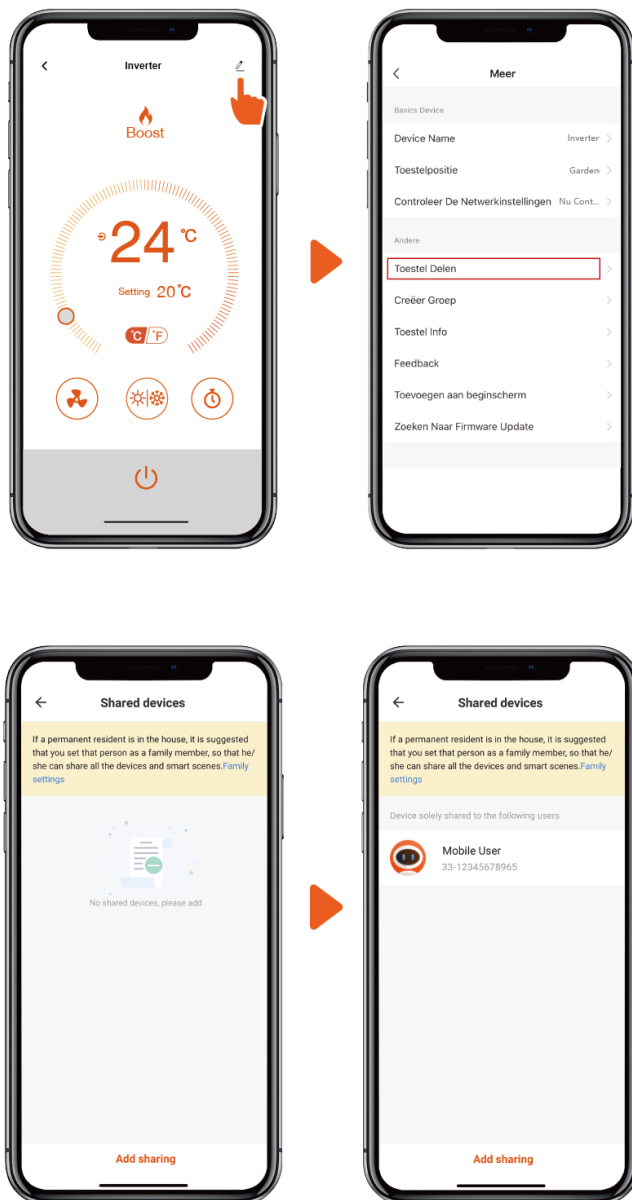 Inverter
Boost
24 ℃
Setting 20℃
℃ ℉
Meer
Basics Device
Device Name Inverter
Toestelpositie Garden
Controleer De Netwerkinstellingen Nu Cont...
Andere
Toestel Delen
Creëer Groep
Toestel Info
Feedback
Toevoegen aan beginscherm
Zoeken Naar Firmware Update
Shared devices
If a permanent resident is in the house, it is suggested
that you set that person as a family member, so that he/
she can share all the devices and smart scenes.Family
settings
No shared devices, please add
Add sharing
Shared devices
If a permanent resident is in the house, it is suggested
that you set that person as a family member, so that he/
she can share all the devices and smart scenes.Family
settings
Device solely shared to the following users
Mobile User
33-12345678965
Add sharing